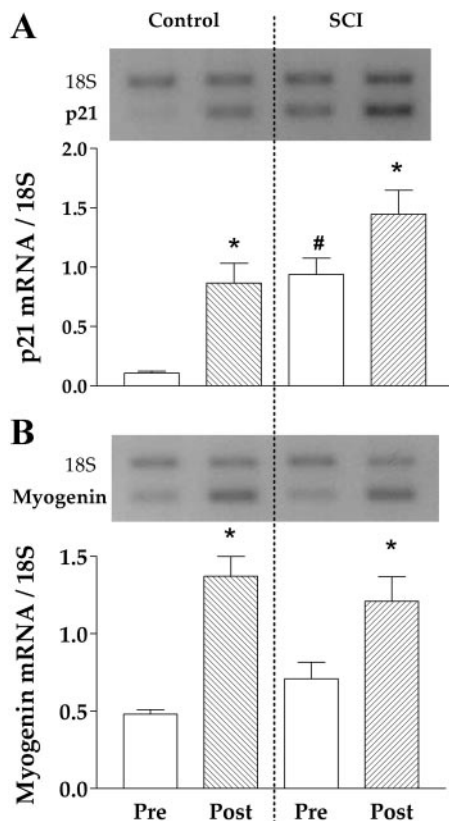 A
Control SCI
18S
p21
p21 mRNA / 18S
2.0
*
1.5
#
*
1.0
0.5
0.0
B
18S
Myogenin
Myogenin mRNA / 18S
*
*
1.5
1.0
0.5
0.0
Pre Post Pre Post